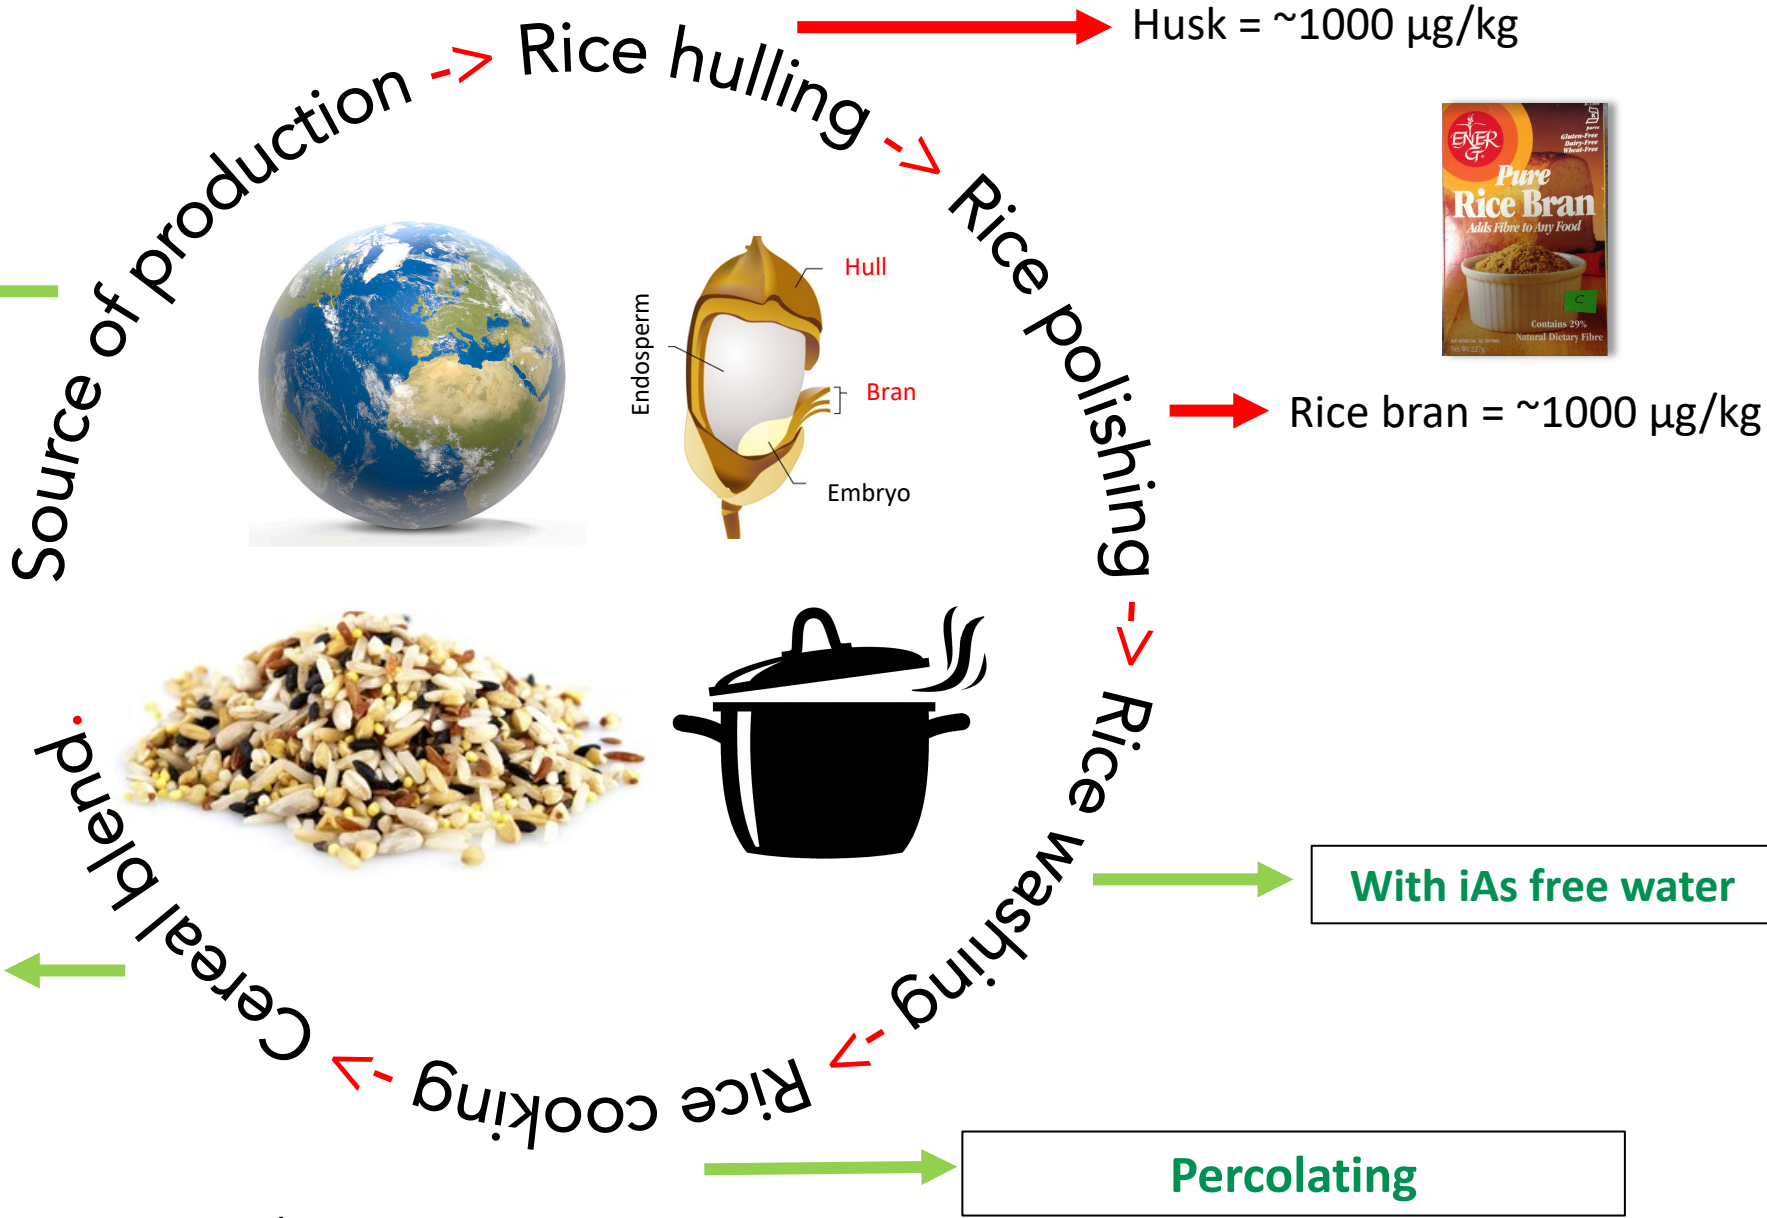 Source of production -> Rice hulling -> Rice polishing -> Rice washing -> Rice cooking -> Cereal blend.
Husk = ~1000 µg/kg
ENER
G
Gluten-Free
Dairy-Free
Wheat-Free
Pure
Rice Bran
Adds Fibre to Any Food
C
Contains 29%
Natural Dietary Fibre
Rice bran = ~1000 µg/kg
Hull
Endosperm
Bran
Embryo
With iAs free water
Percolating